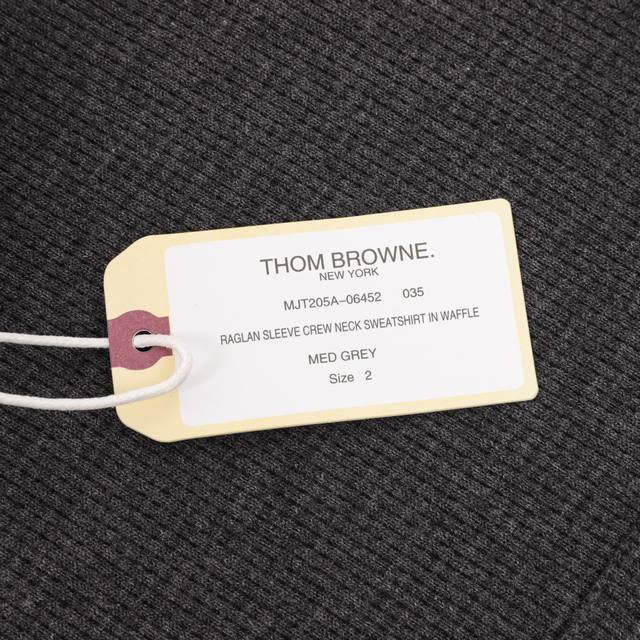 THOM BROWNE.
NEW YORK
MJT205A-06452 035
RAGLAN SLEEVE CREW NECK SWEATSHIRT IN WAFFLE
MED GREY
Size 2